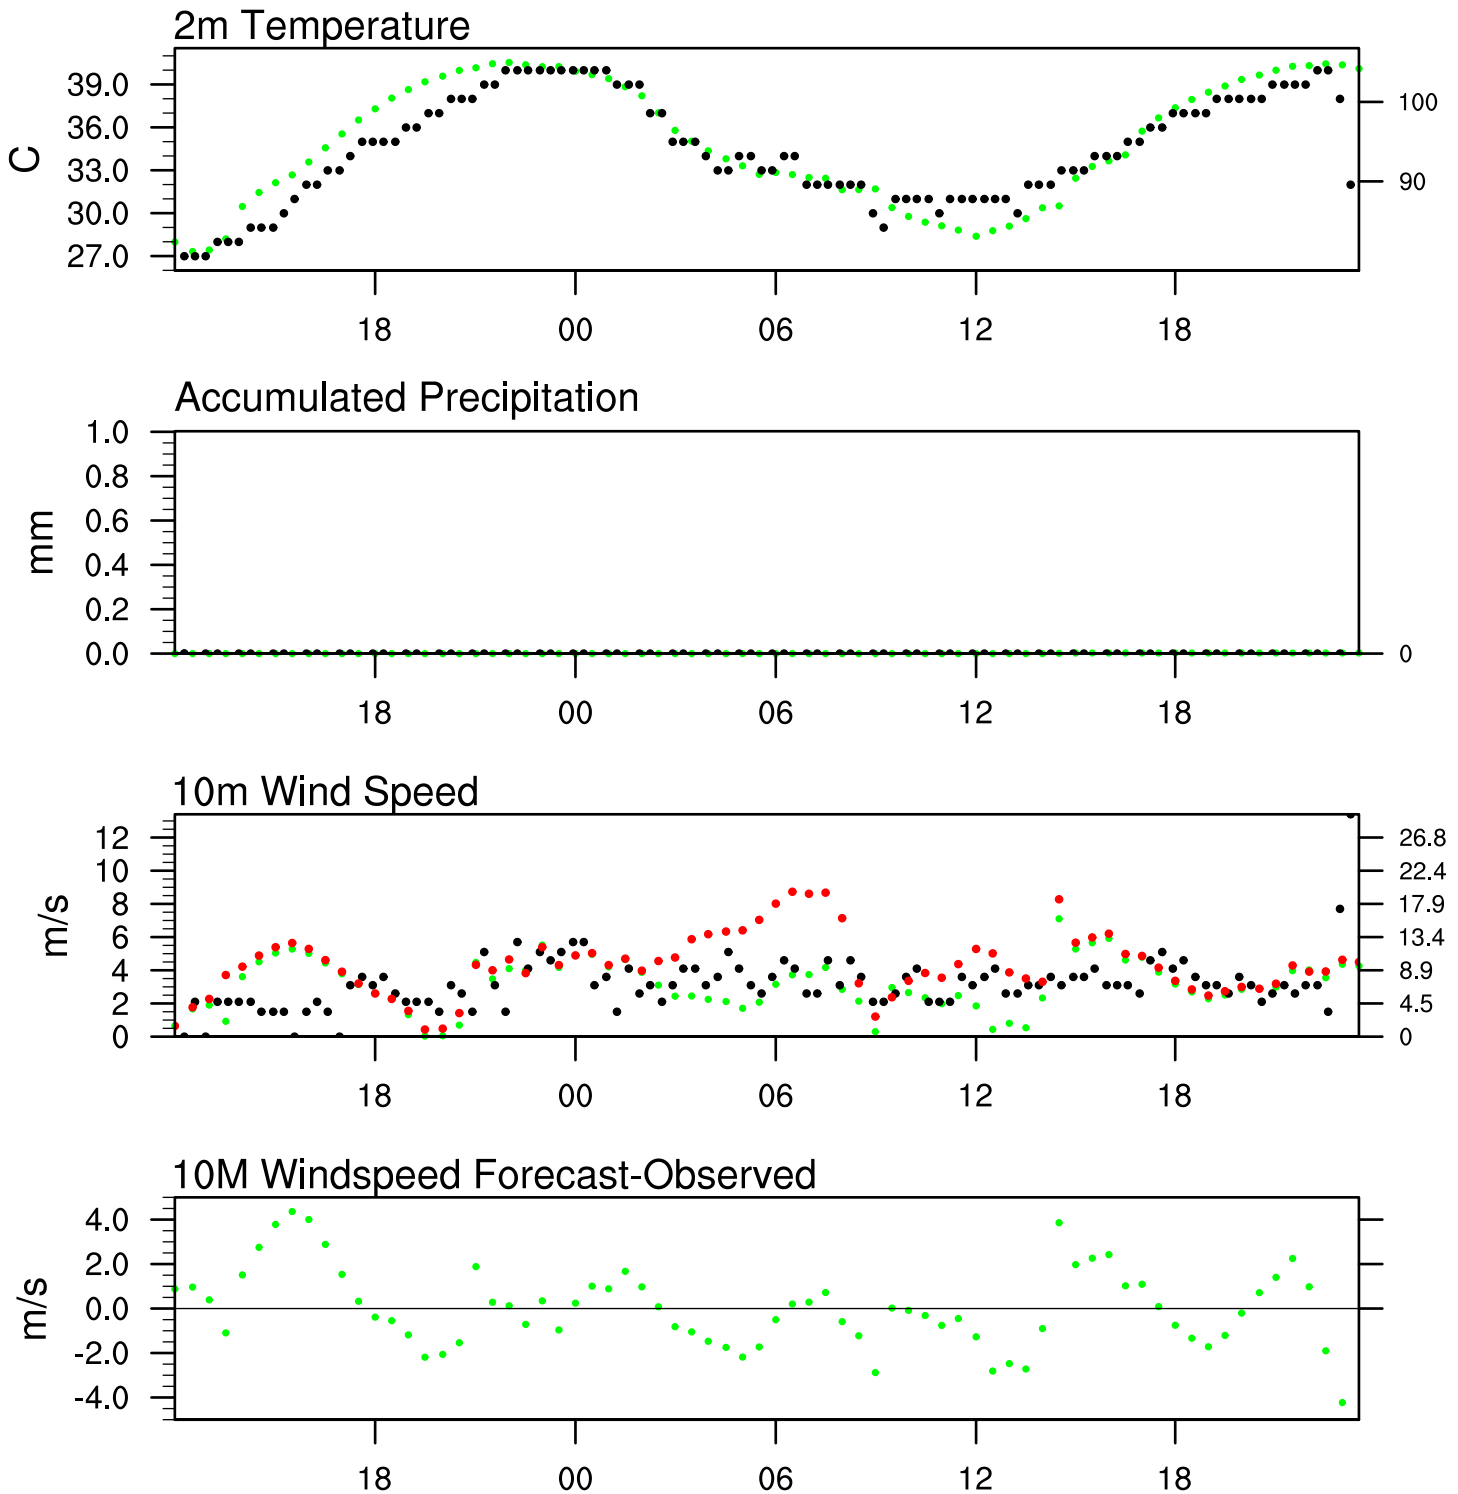 2m Temperature
39.0
36.0
33.0
30.0
27.0
C
100
90
18 00 06 12 18
Accumulated Precipitation
1.0
0.8
0.6
0.4
0.2
0.0
mm
0
18 00 06 12 18
10m Wind Speed
12
10
8
6
4
2
0
m/s
26.8
22.4
17.9
13.4
8.9
4.5
0
18 00 06 12 18
10M Windspeed Forecast-Observed
4.0
2.0
0.0
-2.0
-4.0
m/s
18 00 06 12 18